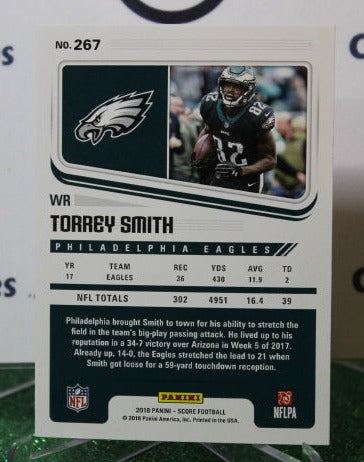 NO. 267
82
WR
TORREY SMITH
PHILADELPHIA EAGLES
YR TEAM REC YDS AVG TD
17 EAGLES 36 430 11.9 2
NFL TOTALS 302 4951 16.4 39
Philadelphia brought Smith to town for his ability to stretch the
field in the team's big-play passing attack. He lived up to his
reputation in a 34-7 victory over Arizona in Week 5 of 2017.
Already up, 14-0, the Eagles stretched the lead to 21 when
Smith got loose for a 59-yard touchdown reception.
NFL
PANINI
NFLPA
2018 PANINI – SCORE FOOTBALL
© 2018 Panini America, Inc. Printed in the USA.